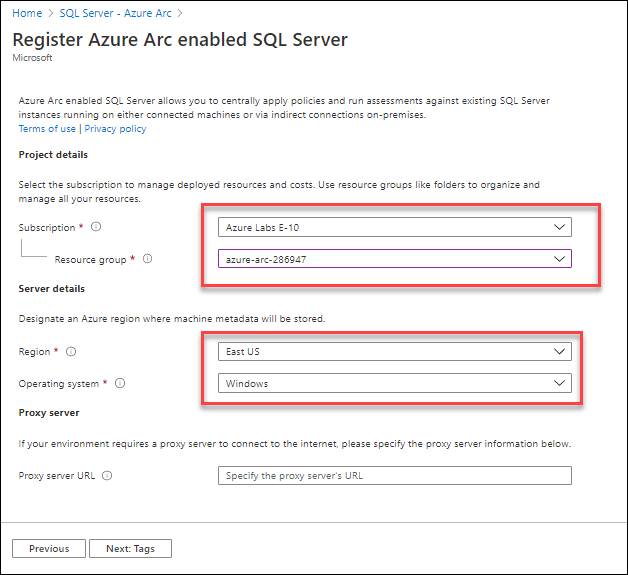 Home > SQL Server - Azure Arc >
Register Azure Arc enabled SQL Server
Microsoft
Azure Arc enabled SQL Server allows you to centrally apply policies and run assessments against existing SQL Server
instances running on either connected machines or via indirect connections on-premises.
Terms of use | Privacy policy
Project details
Select the subscription to manage deployed resources and costs. Use resource groups like folders to organize and
manage all your resources.
Subscription * Azure Labs E-10
Resource group * azure-arc-286947
Server details
Designate an Azure region where machine metadata will be stored.
Region * East US
Operating system * Windows
Proxy server
If your environment requires a proxy server to connect to the internet, please specify the proxy server information below.
Proxy server URL Specify the proxy server's URL
Previous Next: Tags